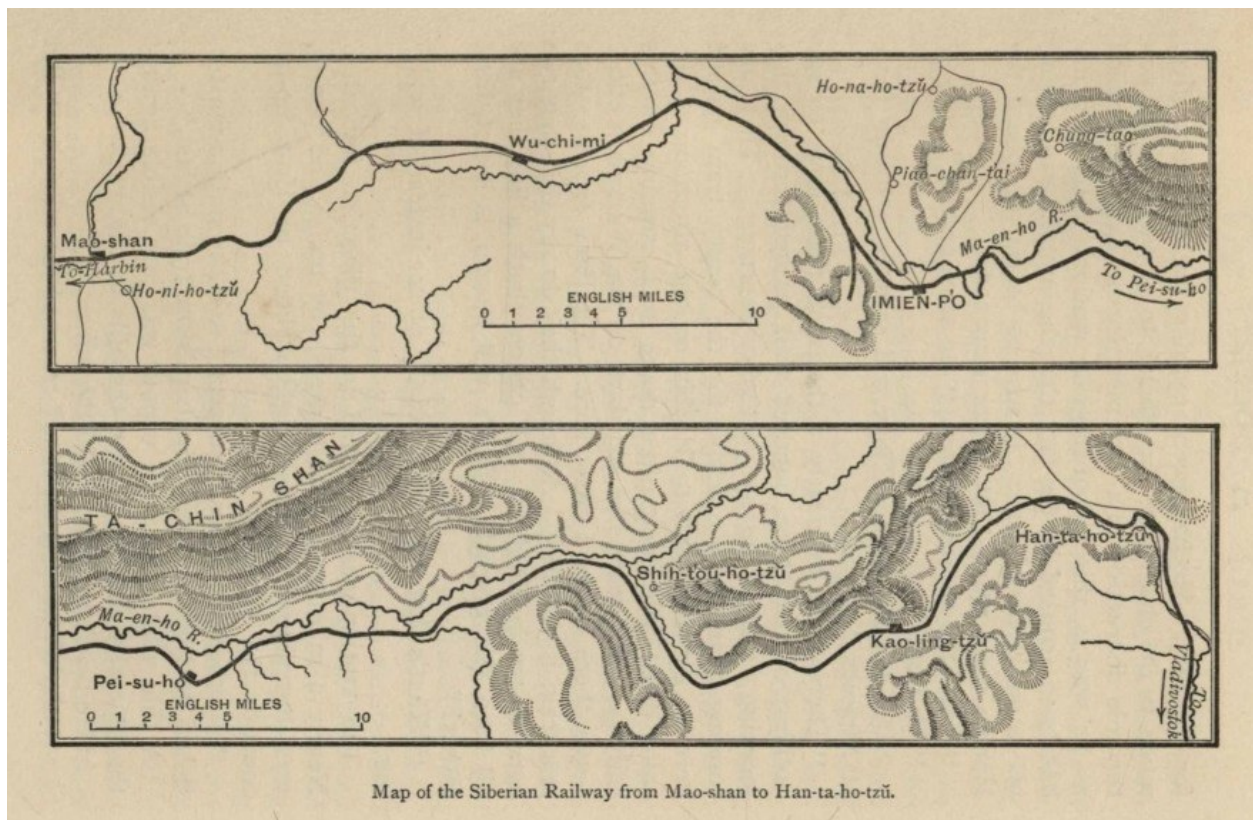 Ho-na-ho-tzŭ
Wu-chi-mi
Chung-tao
Piao-chan-tai
Mao-shan
Ma-en-ho R.
To Harbin
Ho-ni-ho-tzŭ
To Pei-su-ho
ENGLISH MILES
IMIEN-P'O
0 1 2 3 4 5 10
TA-CHIN SHAN
Han-ta-ho-tzŭ
Shih-tou-ho-tzŭ
Ma-en-ho R.
Kao-ling-tzŭ
Pei-su-ho
To Vladivostok
ENGLISH MILES
0 1 2 3 4 5 10
Map of the Siberian Railway from Mao-shan to Han-ta-ho-tzŭ.